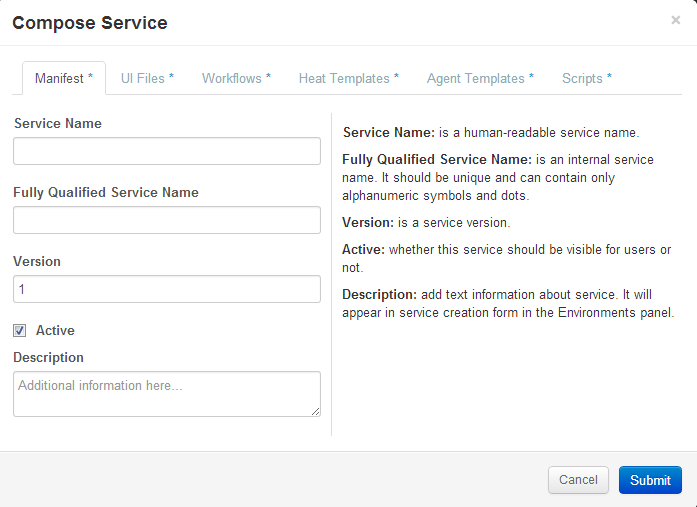 Compose Service
×
Manifest * UI Files * Workflows * Heat Templates * Agent Templates * Scripts *
Service Name
Fully Qualified Service Name
Version
1
Active
Description
Additional information here...
Service Name: is a human-readable service name.
Fully Qualified Service Name: is an internal service
name. It should be unique and can contain only
alphanumeric symbols and dots.
Version: is a service version.
Active: whether this service should be visible for users or
not.
Description: add text information about service. It will
appear in service creation form in the Environments panel.
Cancel Submit